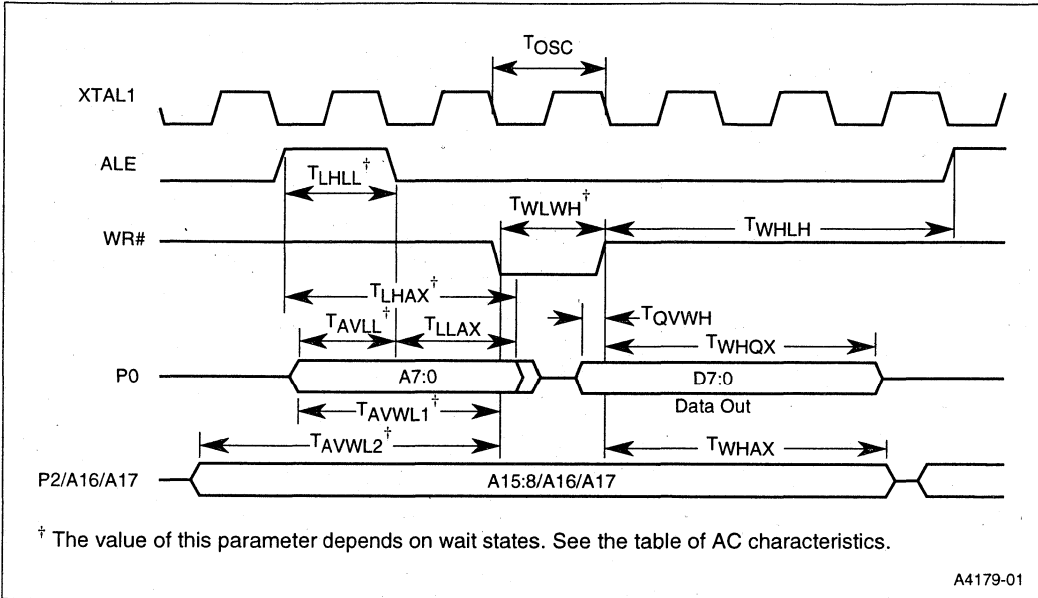 TOSC
XTAL1
ALE
TLHLL†
TWLWH†
WR#
TWHLH
TLHAX†
TAVLL†
TLLAX
TQVWH
TWHQX
P0
A7:0
D7:0
Data Out
TAVWL1†
TAVWL2†
TWHAX
P2/A16/A17
A15:8/A16/A17
† The value of this parameter depends on wait states. See the table of AC characteristics.
A4179-01